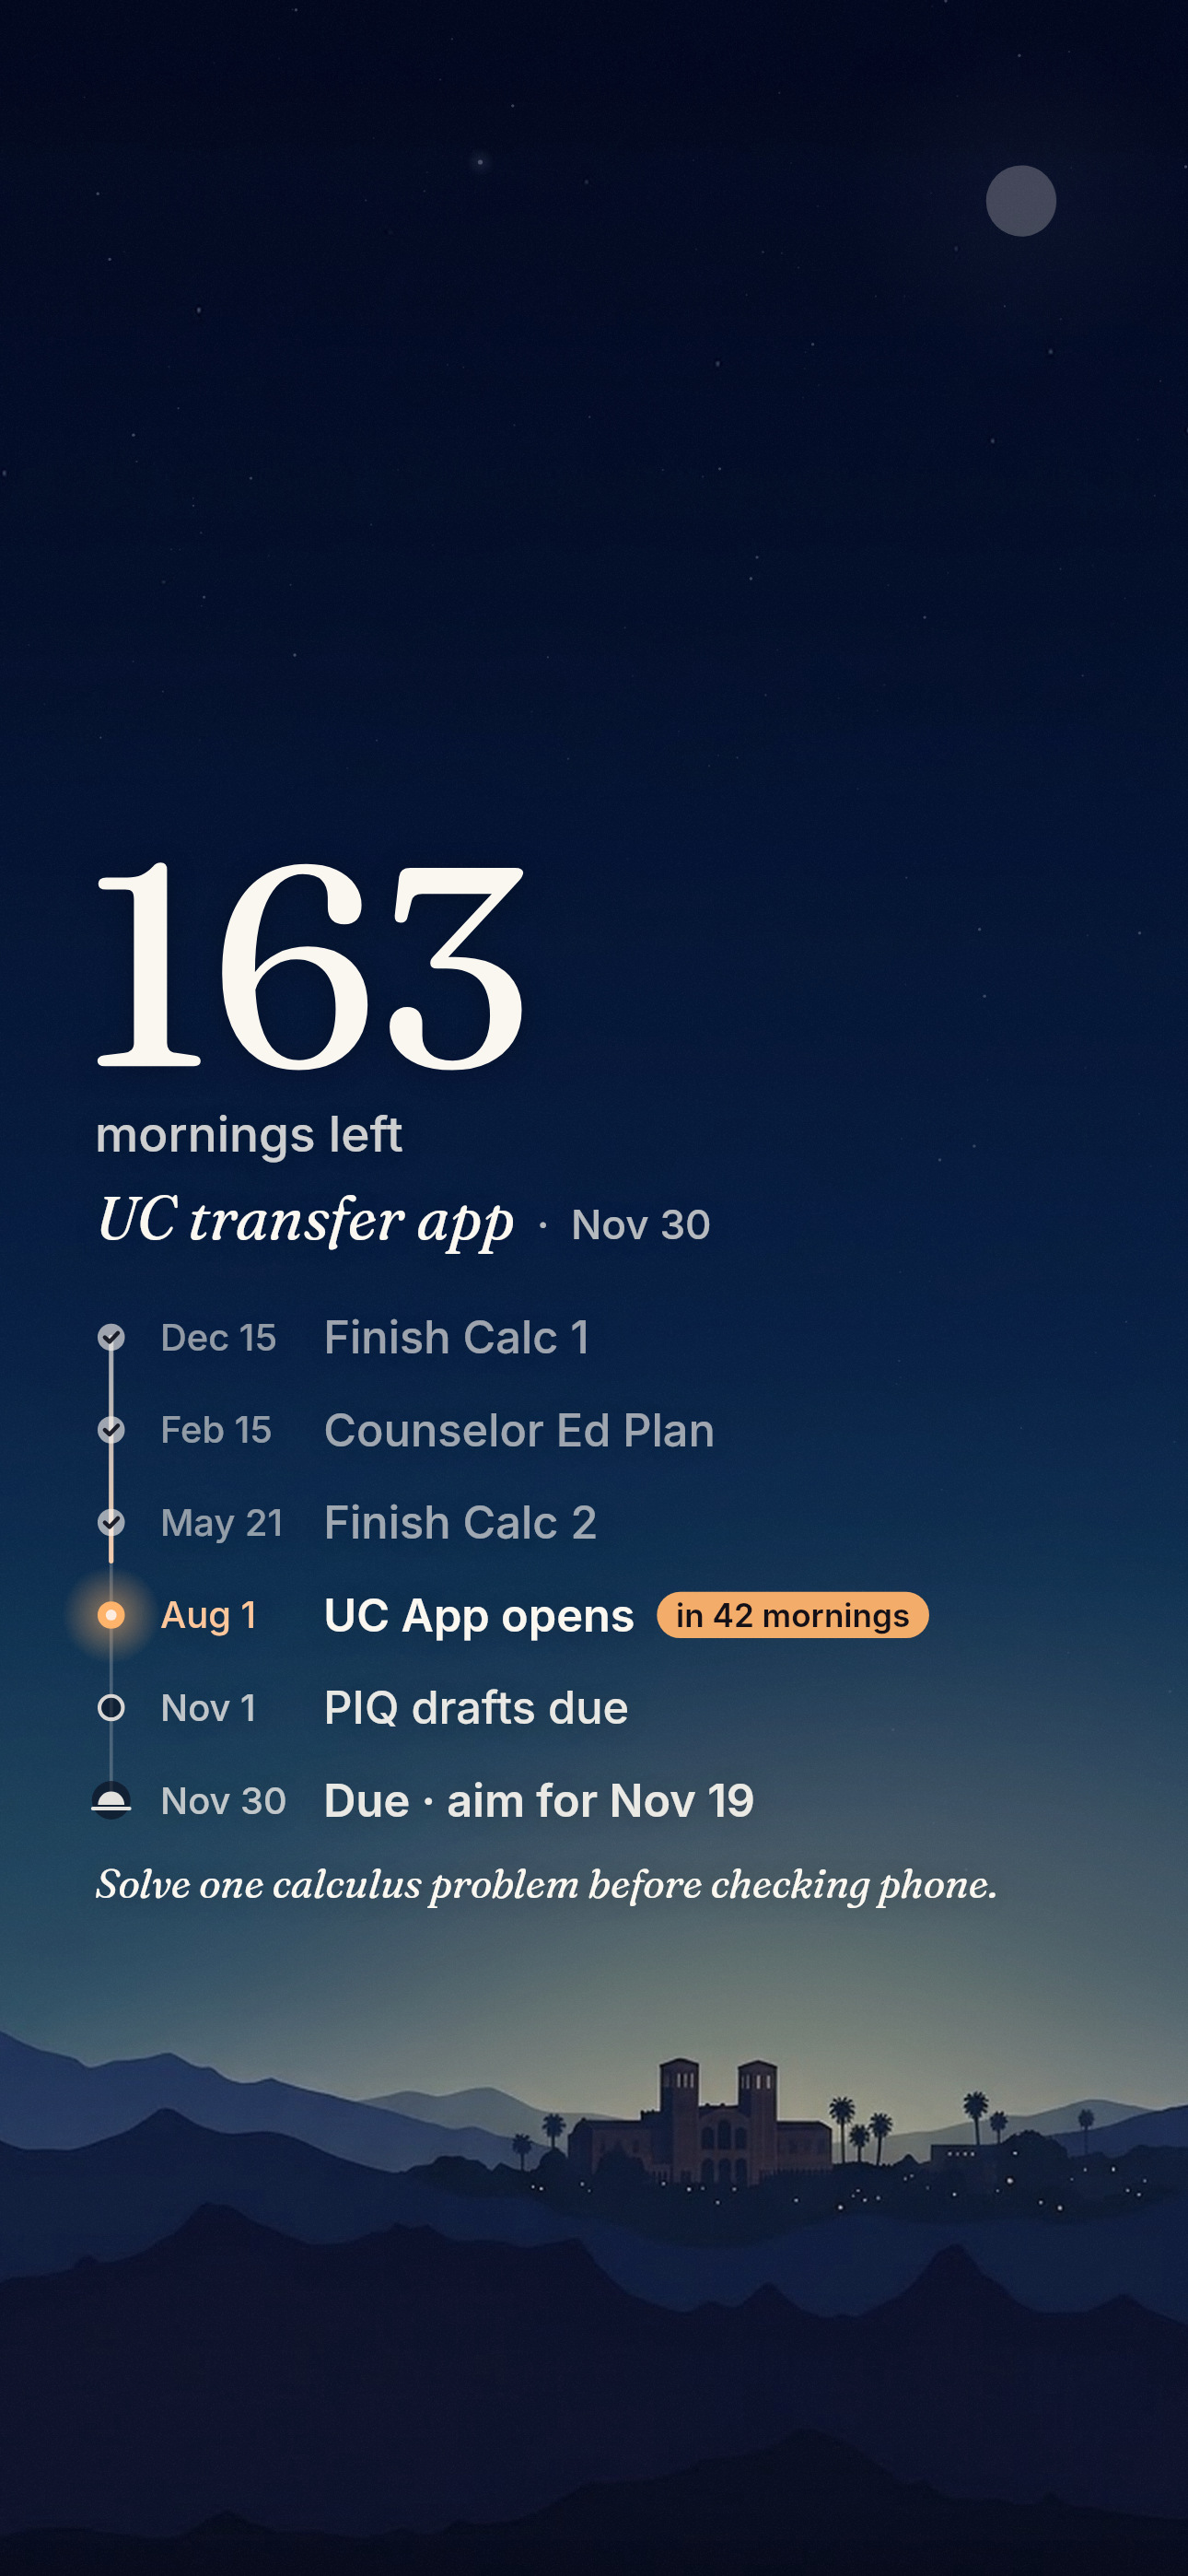 163
mornings left
UC transfer app · Nov 30
Dec 15 Finish Calc 1
Feb 15 Counselor Ed Plan
May 21 Finish Calc 2
Aug 1 UC App opens in 42 mornings
Nov 1 PIQ drafts due
Nov 30 Due · aim for Nov 19
Solve one calculus problem before checking phone.